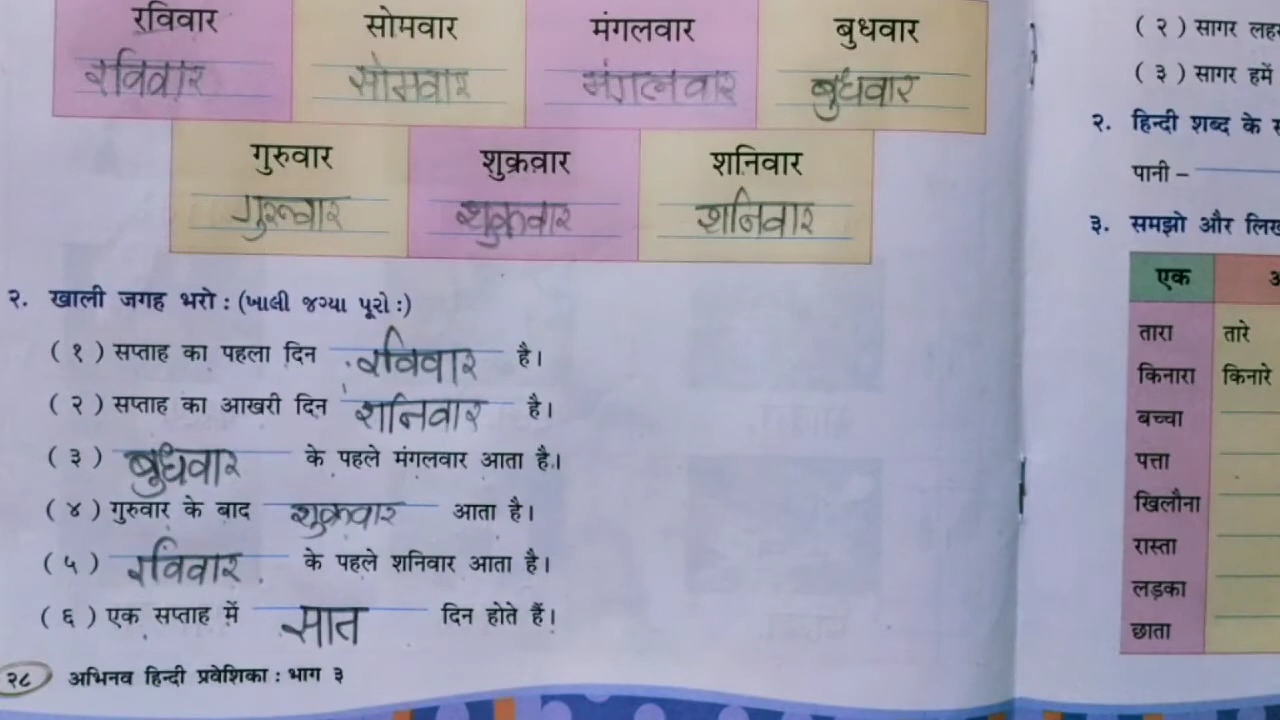 रविवार सोमवार मंगलवार बुधवार
रविवार सोमवार मंगलवार बुधवार
गुरुवार शुक्रवार शनिवार
गुरूवार शुक्रवार शनिवार
२. खाली जगह भरो : (ખાલી જગ્યા પૂરો :)
( १ ) सप्ताह का पहला दिन रविवार है।
( २ ) सप्ताह का आखरी दिन शनिवार है।
( ३ ) बुधवार के पहले मंगलवार आता है।
( ४ ) गुरुवार के बाद शुक्रवार आता है।
( ५ ) रविवार के पहले शनिवार आता है।
( ६ ) एक सप्ताह में सात दिन होते हैं।
२८ अभिनव हिन्दी प्रवेशिका : भाग ३
( २ ) सागर
( ३ ) सागर हमें
२. हिन्दी शब्द के
पानी –
३. समझो और
एक
तारा तारे
किनारा किनारे
बच्चा
पत्ता
खिलौना
रास्ता
लड़का
छाता